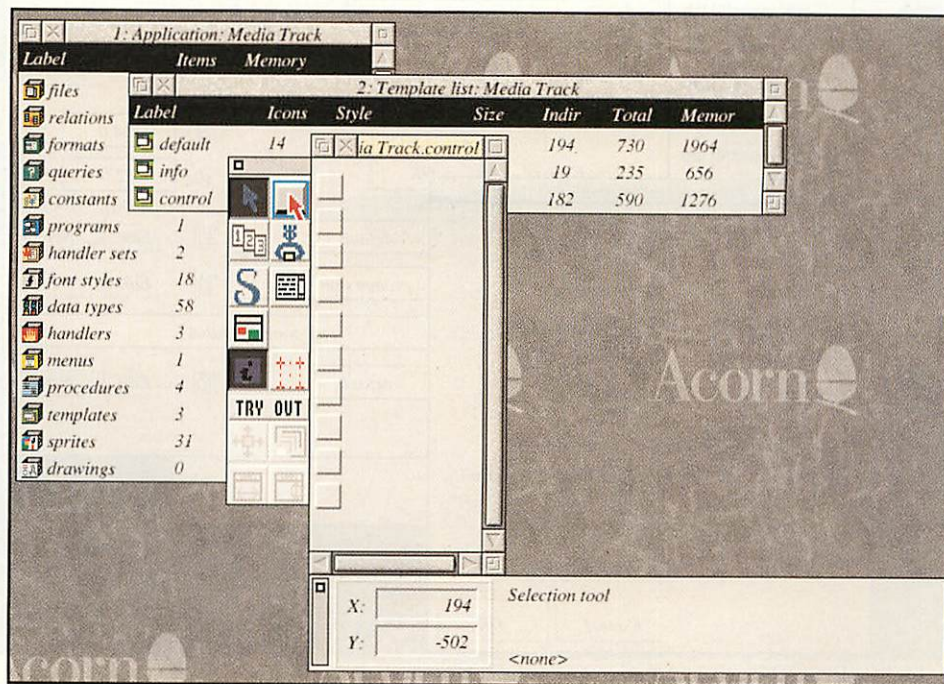 1: Application: Media Track
Label Items Memory
files
relations
formats
queries
constants
programs 1
handler sets 2
font styles 18
data types 58
handlers 3
menus 1
procedures 4
templates 3
sprites 31
drawings 0
2: Template list: Media Track
Label Icons Style Size Indir Total Memor
default 14 194 730 1964
info 19 235 656
control 182 590 1276
ia Track.control
1 2 3
S
i
TRY OUT
X: 194
Y: -502
Selection tool
<none>
Acorn
Acorn